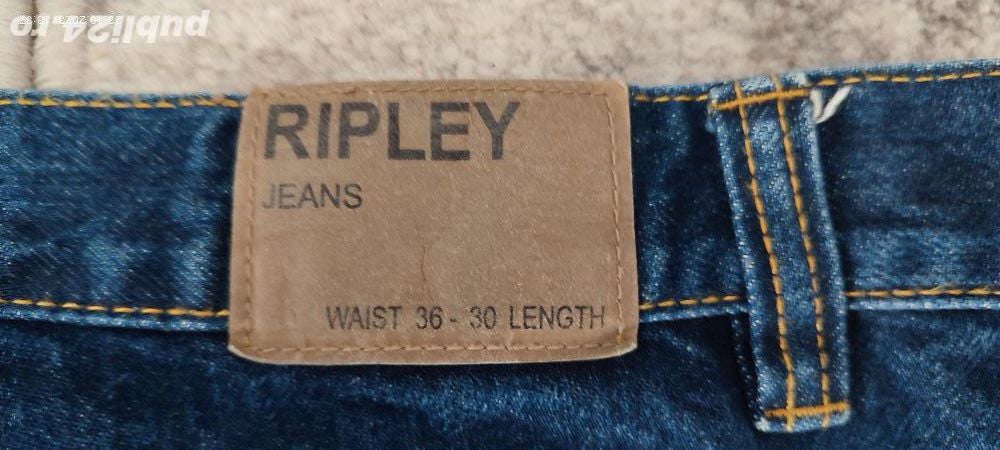 publi24.ro
RIPLEY
JEANS
WAIST 36 - 30 LENGTH